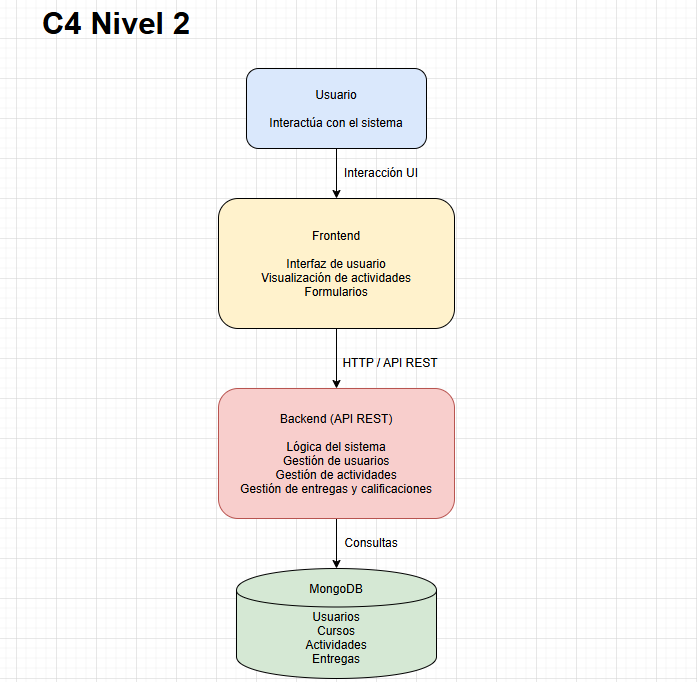 C4 Nivel 2
Usuario
Interactúa con el sistema
Interacción UI
Frontend
Interfaz de usuario
Visualización de actividades
Formularios
HTTP / API REST
Backend (API REST)
Lógica del sistema
Gestión de usuarios
Gestión de actividades
Gestión de entregas y calificaciones
Consultas
MongoDB
Usuarios
Cursos
Actividades
Entregas